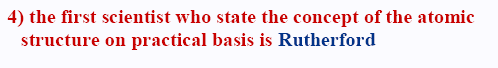 4) the first scientist who state the concept of the atomic
structure on practical basis is Rutherford